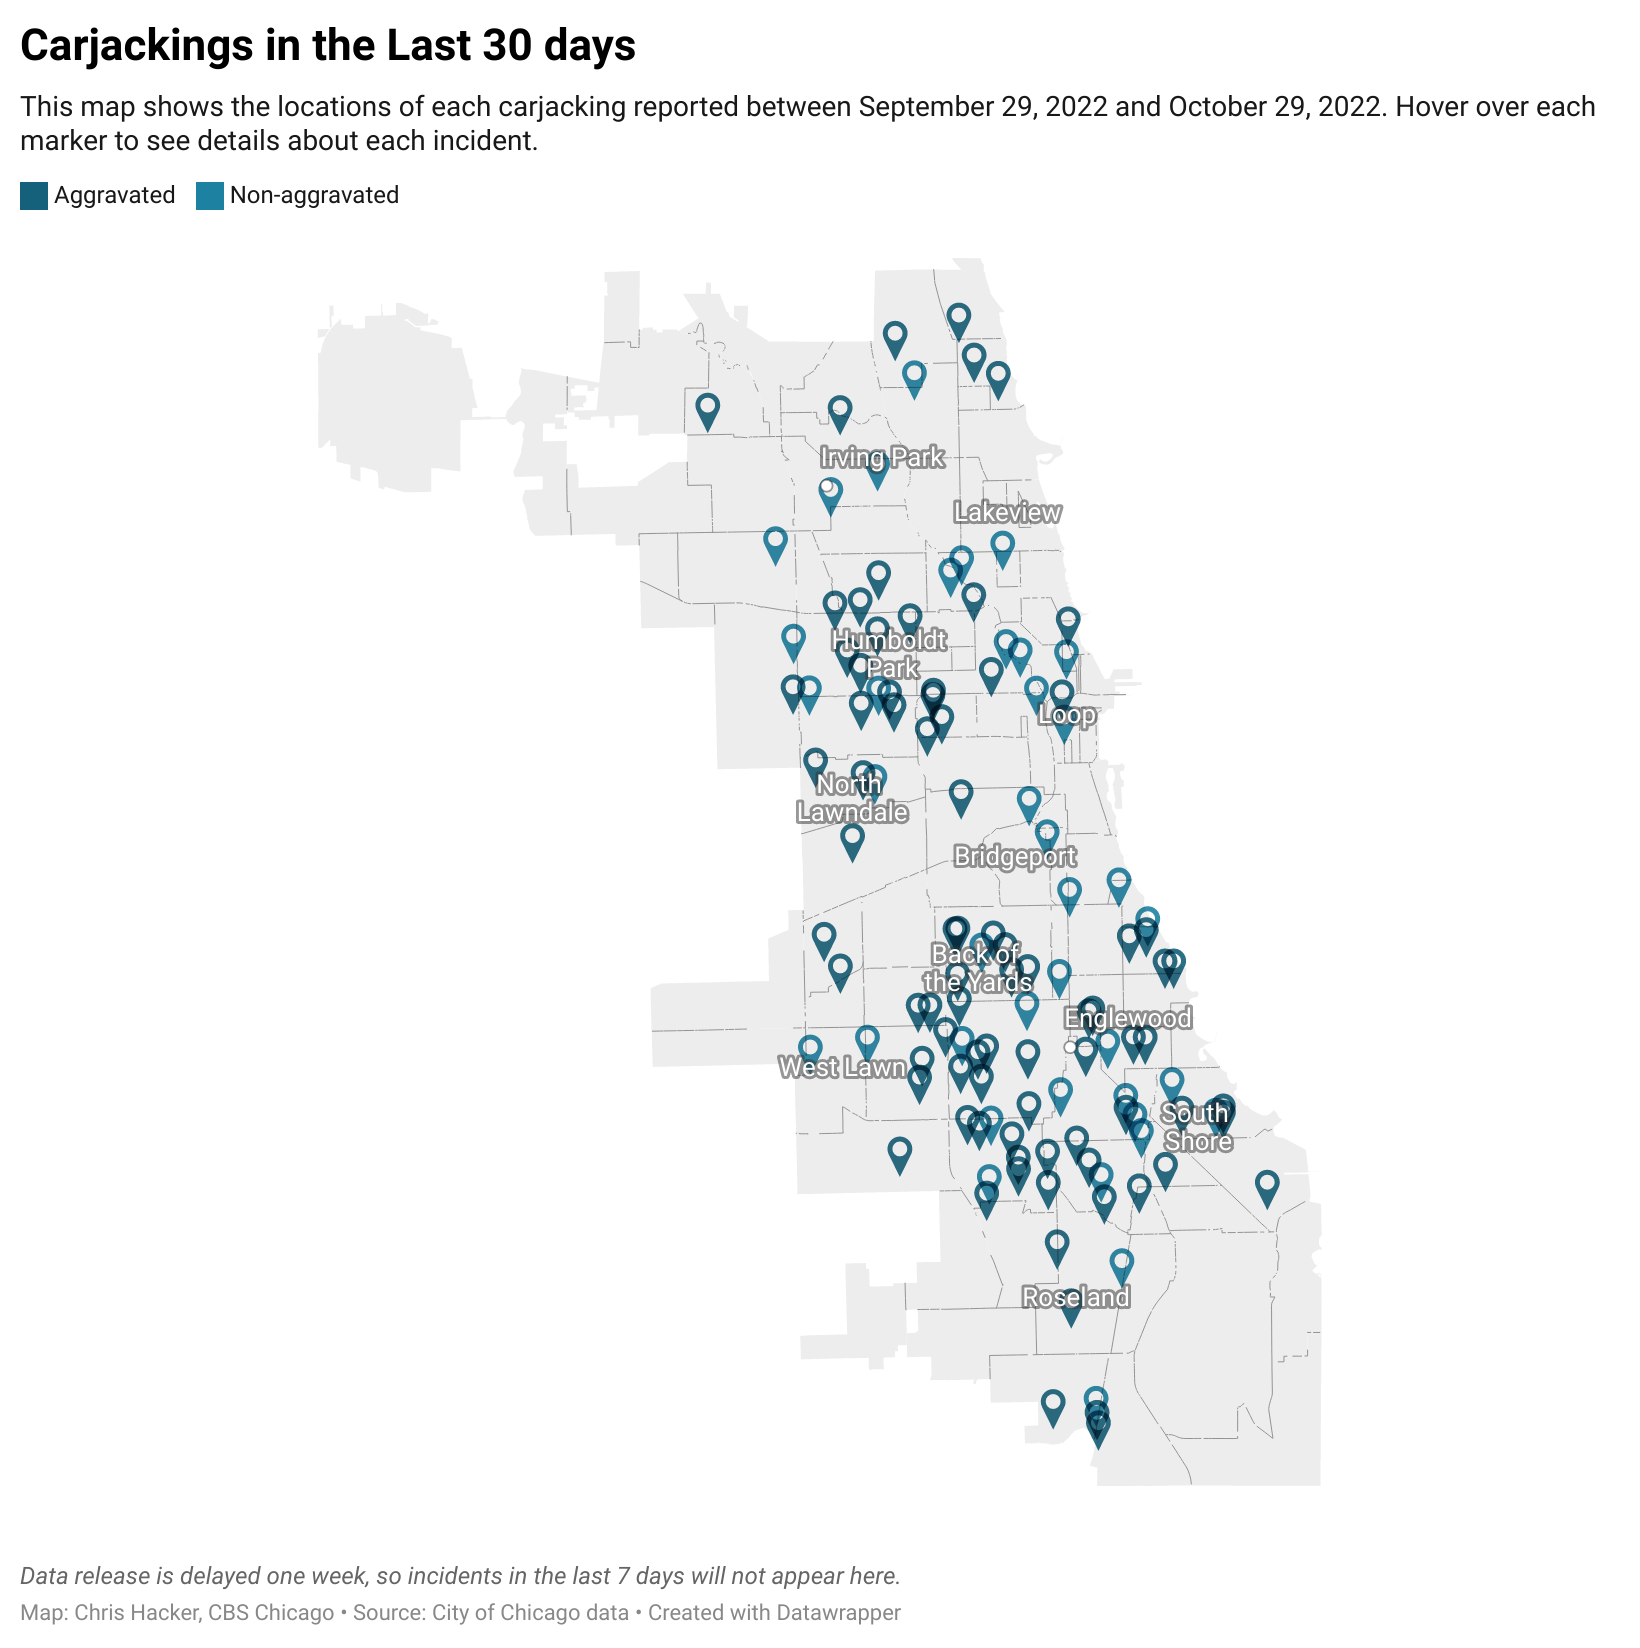 Carjackings in the Last 30 days
This map shows the locations of each carjacking reported between September 29, 2022 and October 29, 2022. Hover over each
marker to see details about each incident.
Aggravated Non-aggravated
Irving Park
Lakeview
Humboldt
Park
Loop
North
Lawndale
Bridgeport
Back of
the Yards
Englewood
West Lawn
South
Shore
Roseland
Data release is delayed one week, so incidents in the last 7 days will not appear here.
Map: Chris Hacker, CBS Chicago • Source: City of Chicago data • Created with Datawrapper